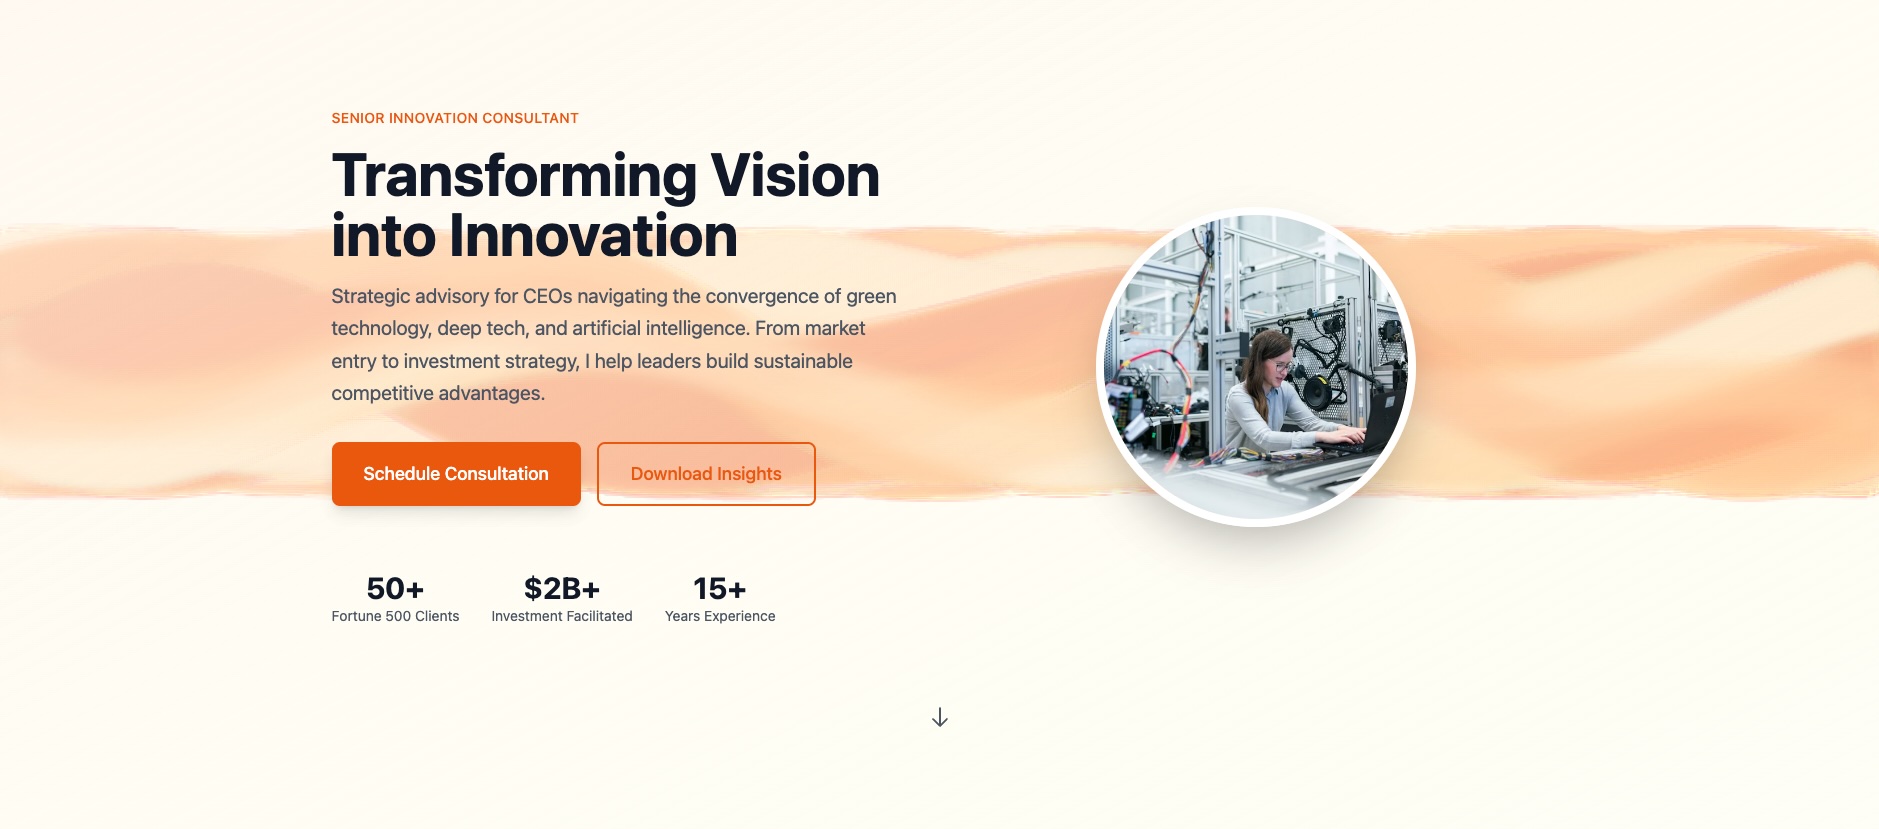 SENIOR INNOVATION CONSULTANT
Transforming Vision
into Innovation
Strategic advisory for CEOs navigating the convergence of green
technology, deep tech, and artificial intelligence. From market
entry to investment strategy, I help leaders build sustainable
competitive advantages.
Schedule Consultation
Download Insights
50+
Fortune 500 Clients
$2B+
Investment Facilitated
15+
Years Experience